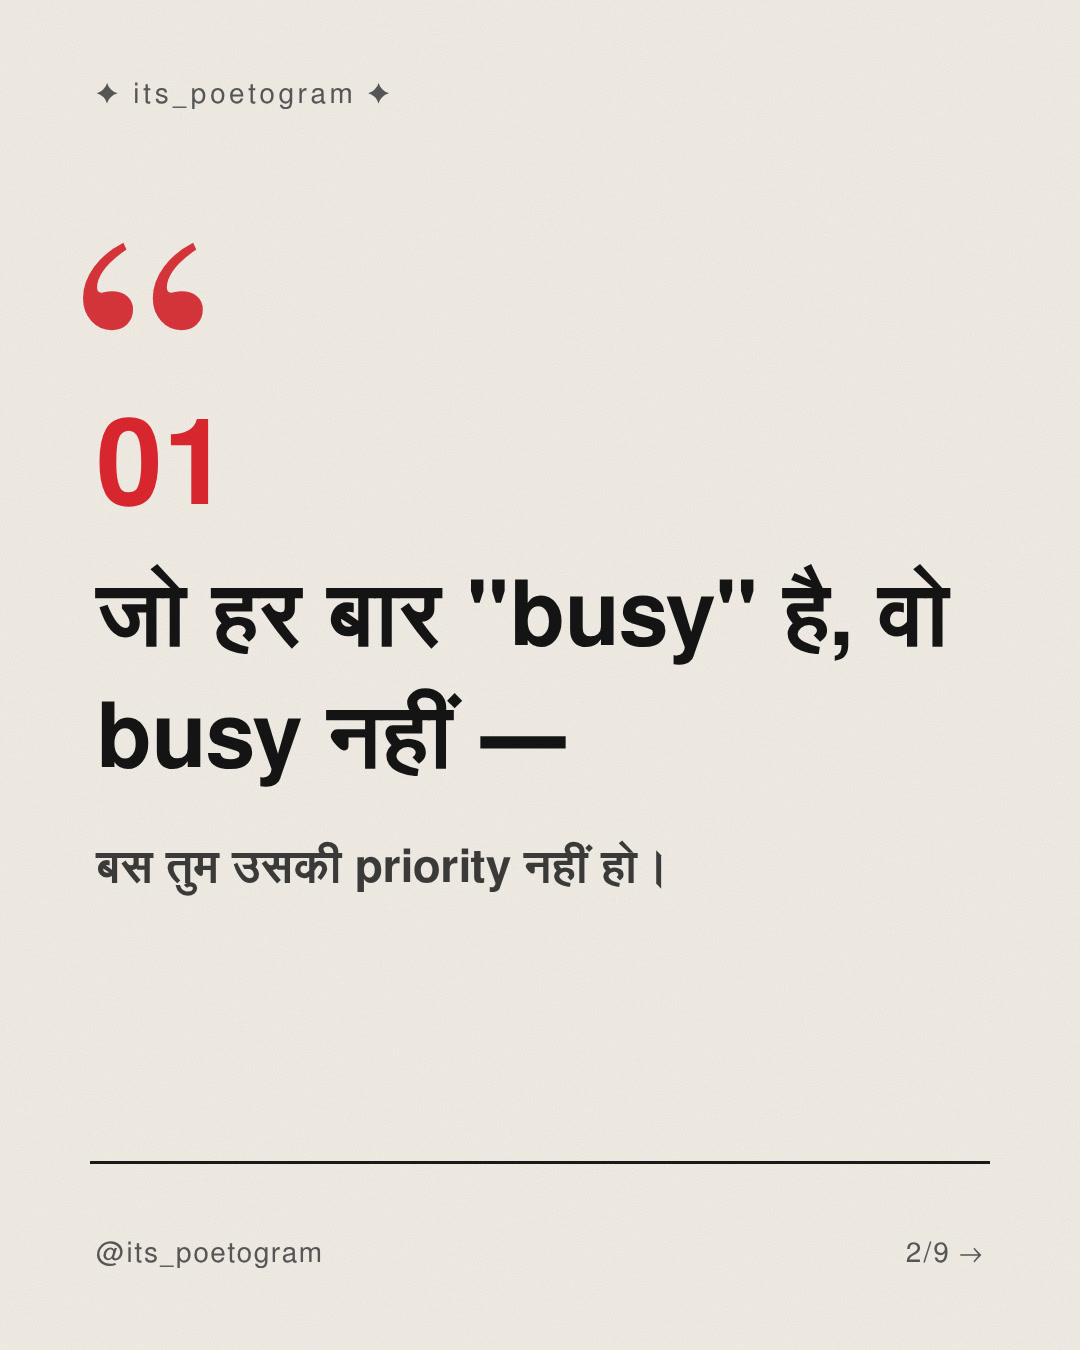 ✦ its_poetogram ✦
“
01
जो हर बार "busy" है, वो
busy नहीं —
बस तुम उसकी priority नहीं हो।
@its_poetogram
2/9 →